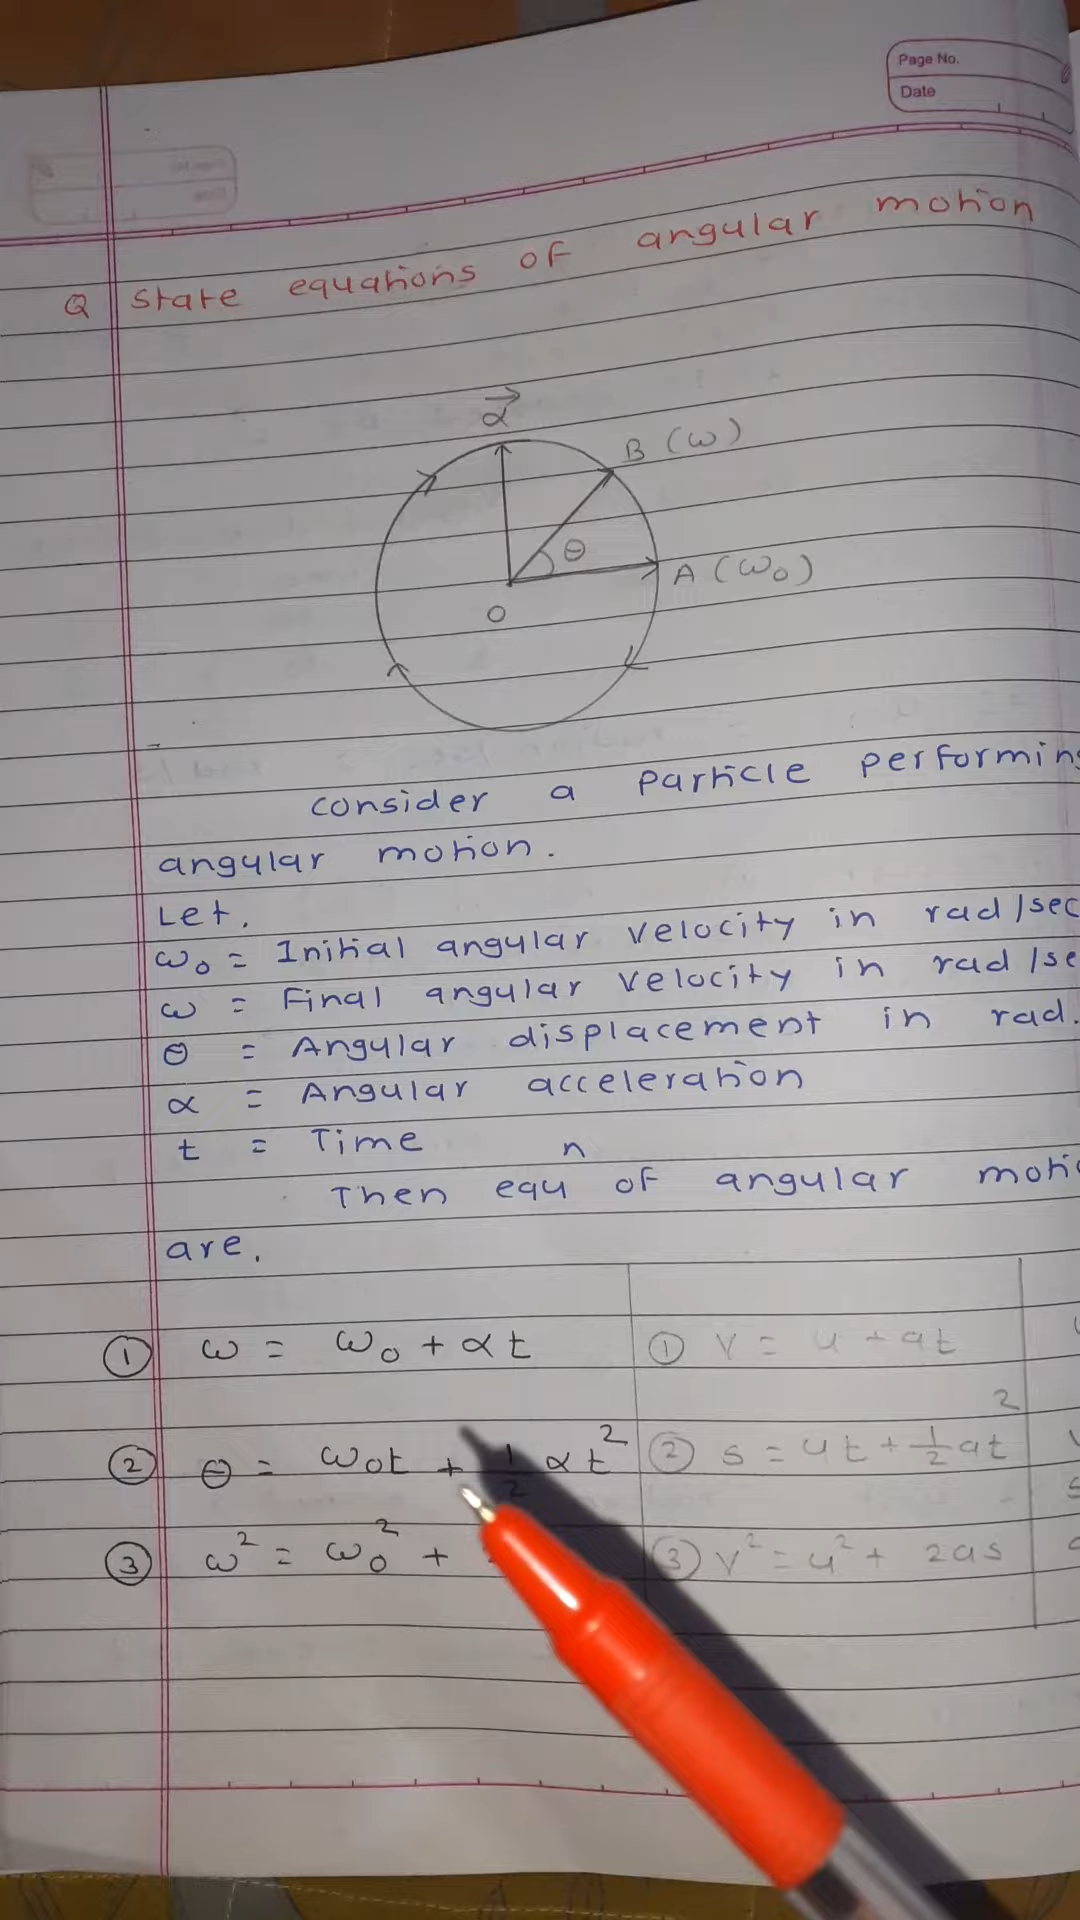 Page No.
Date
Q State equations of angular motion
α
B (ω)
θ
A (ω₀)
O
consider a particle performing
angular motion.
Let,
ω₀ = Initial angular velocity in rad/sec
ω = Final angular velocity in rad/se
θ = Angular displacement in rad.
α = Angular acceleration
t = Time
Then equⁿ of angular motio
are,
① ω = ω₀ + αt ① v = u + at
② θ = ω₀t + 1/2 αt² ② s = ut + 1/2 at²
③ ω² = ω₀² + ③ v² = u² + 2as